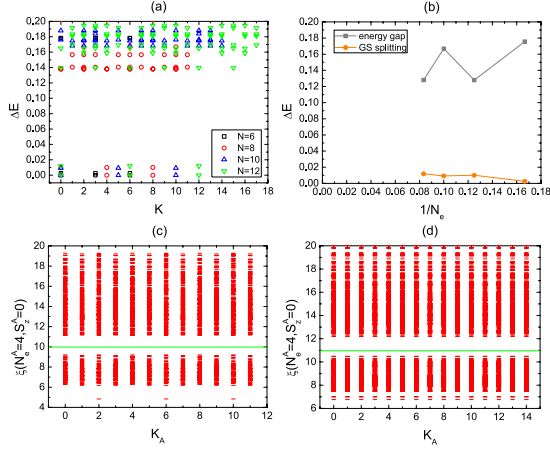 (a)
0.20
0.18
0.16
0.14
0.12
0.10
0.08
0.06
0.04
0.02
0.00
ΔE
N=6
N=8
N=10
N=12
0 2 4 6 8 10 12 14 16 18
K
(b)
0.20
0.18
0.16
0.14
0.12
0.10
0.08
0.06
0.04
0.02
0.00
ΔE
energy gap
GS splitting
0.00 0.02 0.04 0.06 0.08 0.10 0.12 0.14 0.16 0.18
1/Nₑ
(c)
20
18
16
14
12
10
8
6
4
ξ(Nₑᴬ=4,S_zᴬ=0)
0 2 4 6 8 10 12
K_A
(d)
20
18
16
14
12
10
8
6
ξ(Nₑᴬ=4,S_zᴬ=0)
0 2 4 6 8 10 12 14
K_A